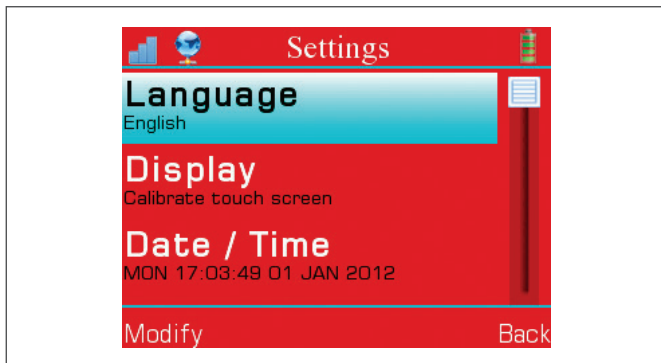 Settings
Language
English
Display
Calibrate touch screen
Date / Time
MON 17:03:49 01 JAN 2012
Modify Back